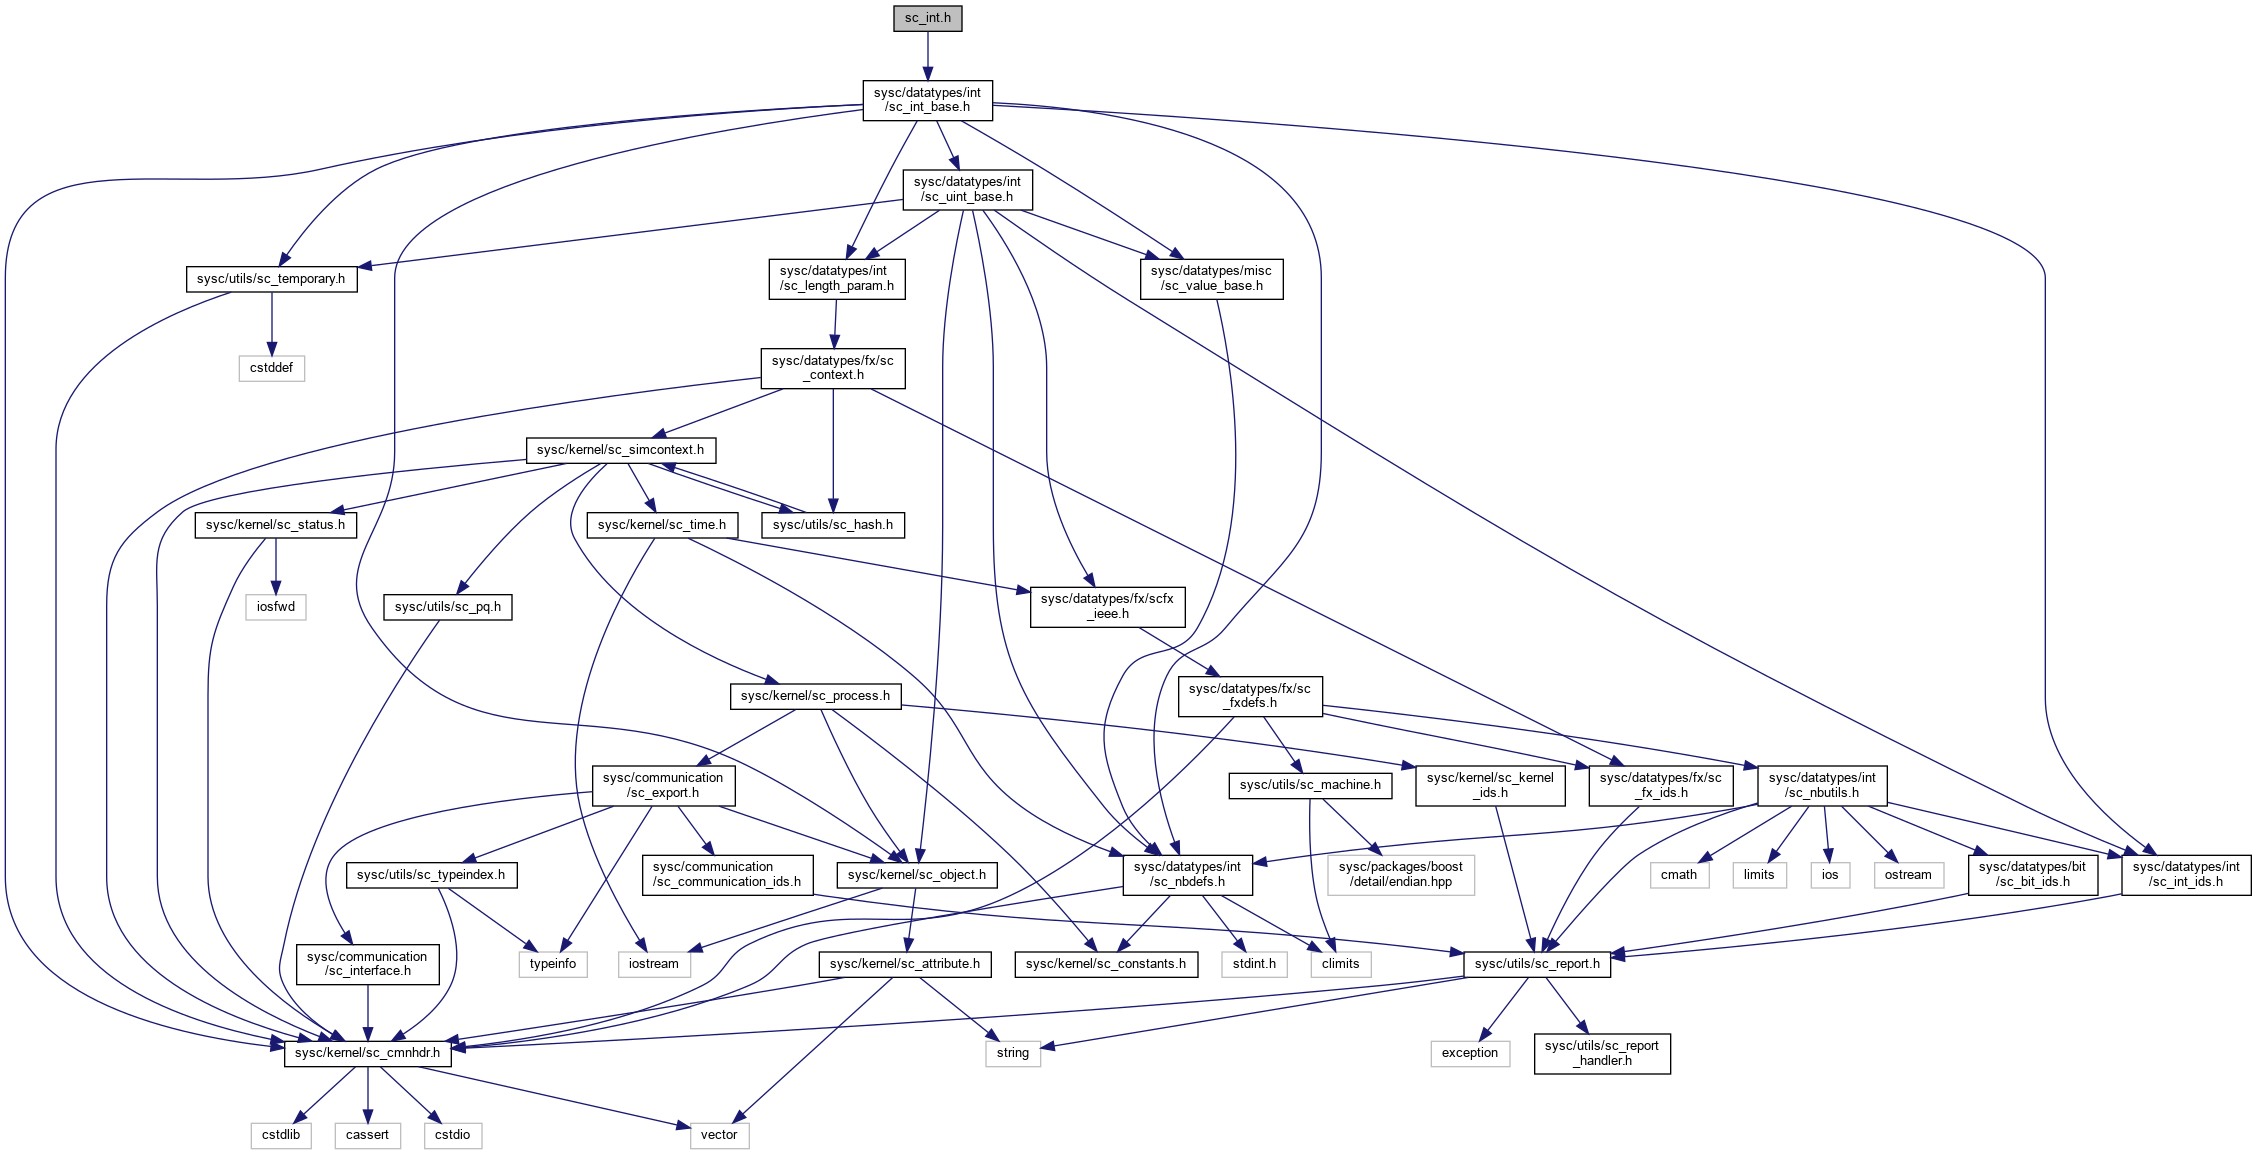 sc_int.h
sysc/datatypes/int
/sc_int_base.h
sysc/datatypes/int
/sc_uint_base.h
sysc/utils/sc_temporary.h
sysc/datatypes/int
/sc_length_param.h
sysc/datatypes/misc
/sc_value_base.h
cstddef
sysc/datatypes/fx/sc
_context.h
sysc/kernel/sc_simcontext.h
sysc/kernel/sc_status.h
sysc/kernel/sc_time.h
sysc/utils/sc_hash.h
iosfwd
sysc/utils/sc_pq.h
sysc/datatypes/fx/scfx
_ieee.h
sysc/kernel/sc_process.h
sysc/datatypes/fx/sc
_fxdefs.h
sysc/communication
/sc_export.h
sysc/utils/sc_machine.h
sysc/kernel/sc_kernel
_ids.h
sysc/datatypes/fx/sc
_fx_ids.h
sysc/datatypes/int
/sc_nbutils.h
sysc/utils/sc_typeindex.h
sysc/communication
/sc_communication_ids.h
sysc/kernel/sc_object.h
sysc/datatypes/int
/sc_nbdefs.h
sysc/packages/boost
/detail/endian.hpp
cmath
limits
ios
ostream
sysc/datatypes/bit
/sc_bit_ids.h
sysc/datatypes/int
/sc_int_ids.h
sysc/communication
/sc_interface.h
typeinfo
iostream
sysc/kernel/sc_attribute.h
sysc/kernel/sc_constants.h
stdint.h
climits
sysc/utils/sc_report.h
sysc/kernel/sc_cmnhdr.h
string
exception
sysc/utils/sc_report
_handler.h
cstdlib
cassert
cstdio
vector